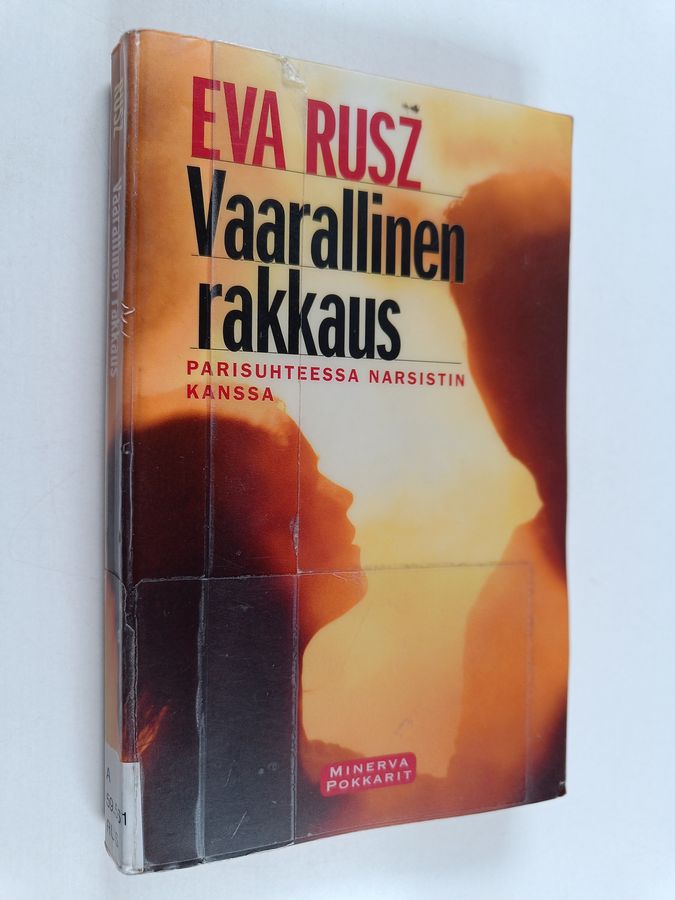 EVA RUSZ
Vaarallinen
rakkaus
PARISUHTEESSA NARSISTIN
KANSSA
MINERVA
POKKARIT
RUSZ Vaarallinen rakkaus
A